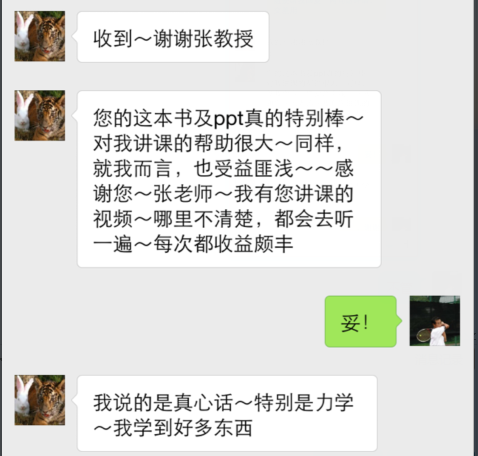 收到～谢谢张教授
您的这本书及ppt真的特别棒～
对我讲课的帮助很大～同样，
就我而言，也受益匪浅～～感
谢您～张老师～我有您讲课的
视频～哪里不清楚，都会去听
一遍～每次都收益颇丰
妥！
我说的是真心话～特别是力学
～我学到好多东西